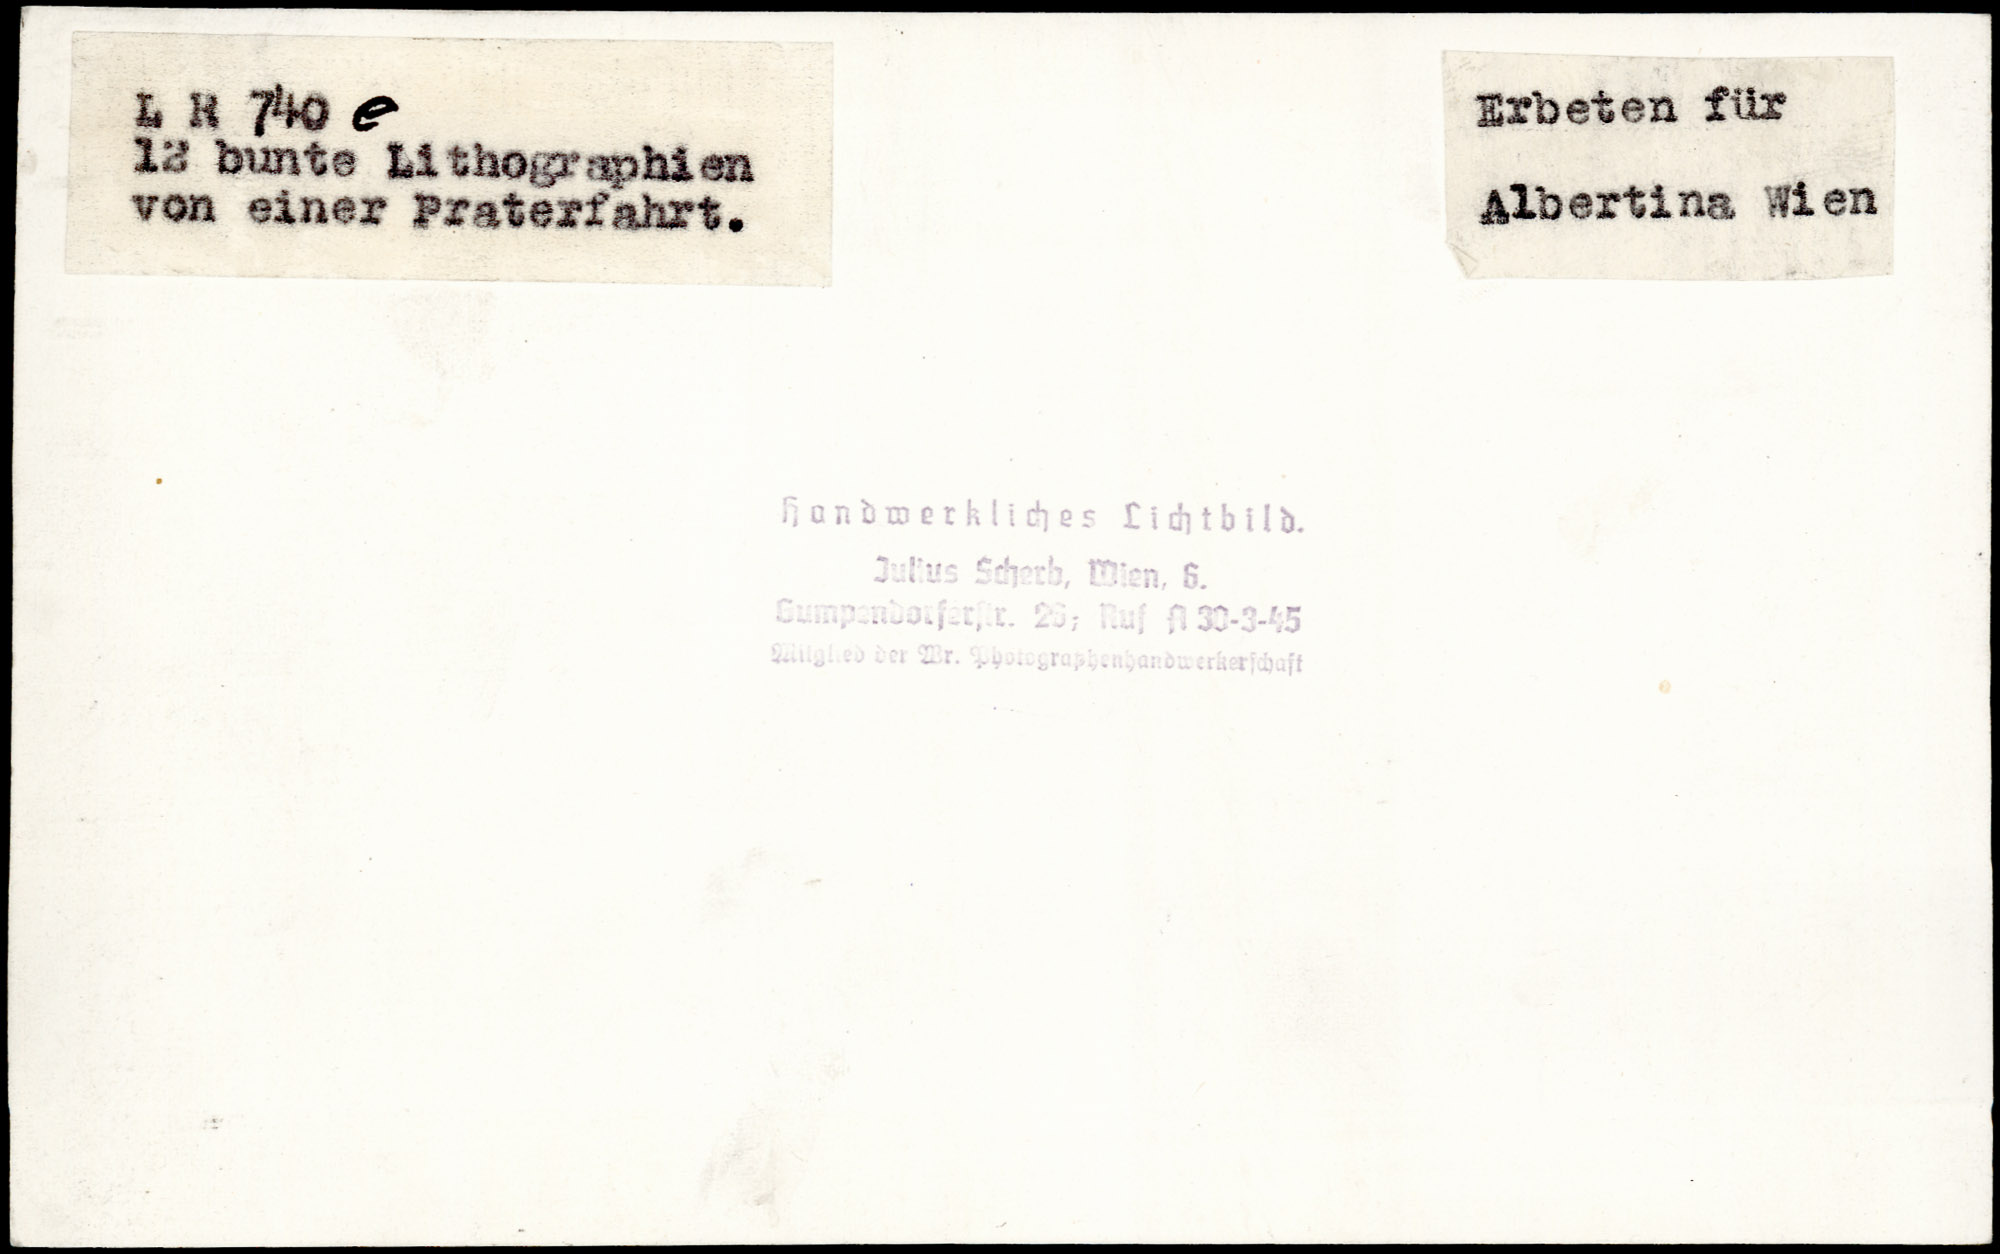 L R 740 e
12 bunte Lithographien
von einer Praterfahrt.
Erbeten für
Albertina Wien
Handwerkliches Lichtbild.
Julius Scherb, Wien, 6.
Gumpendorferstr. 26; Ruf A 30-3-45
Mitglied der Wr. Photographenhandwerkerschaft